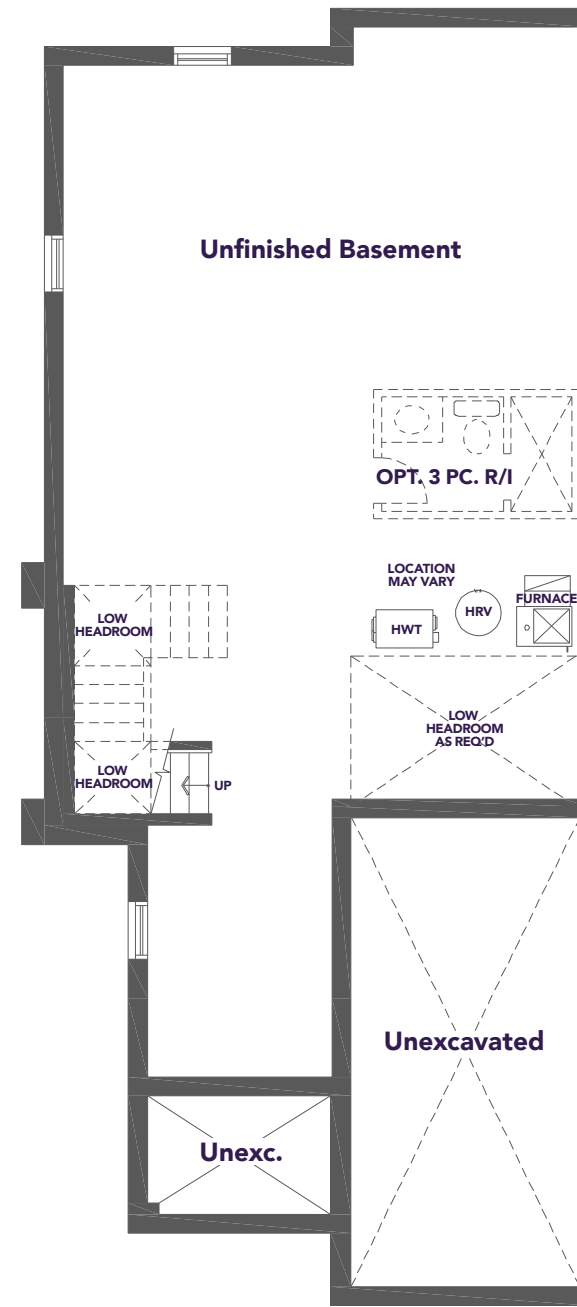 Unfinished Basement
OPT. 3 PC. R/I
LOCATION
MAY VARY
FURNACE
HRV
HWT
LOW
HEADROOM
LOW
HEADROOM
AS REQ'D
LOW
HEADROOM
UP
Unexcavated
Unexc.